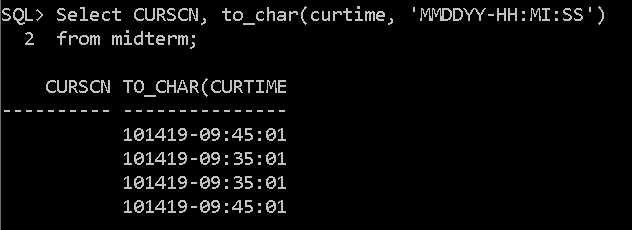 SQL> Select CURSCN, to_char(curtime, 'MMDDYY-HH:MI:SS')
  2  from midterm;
    CURSCN TO_CHAR(CURTIME
---------- ---------------
           101419-09:45:01
           101419-09:35:01
           101419-09:35:01
           101419-09:45:01